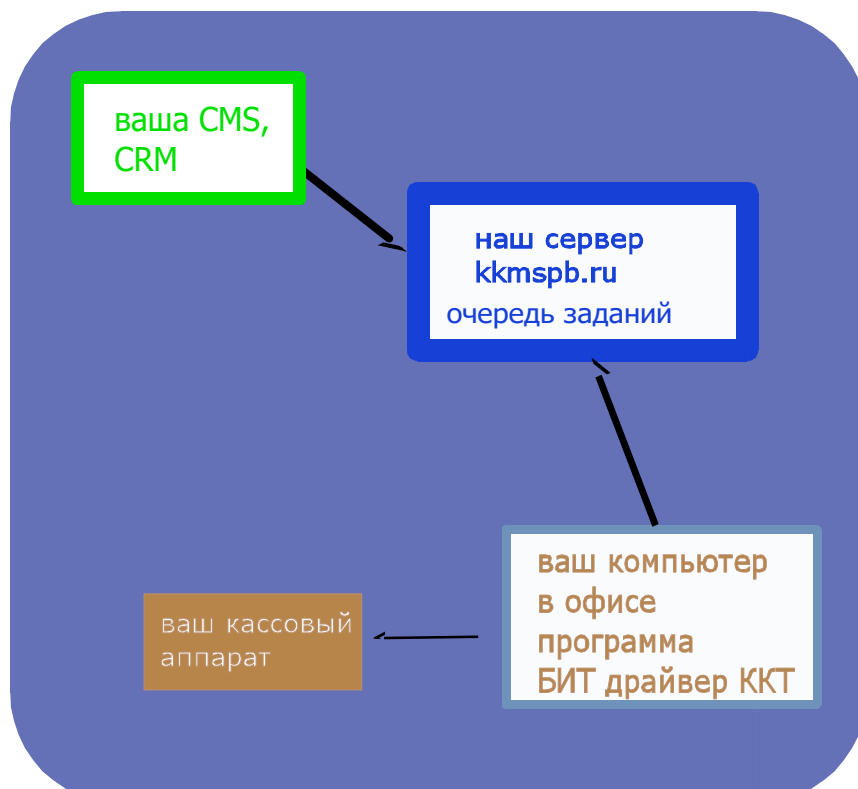 ваша CMS,
CRM
наш сервер
kkmspb.ru
очередь заданий
ваш компьютер
в офисе
программа
БИТ драйвер ККТ
ваш кассовый
аппарат